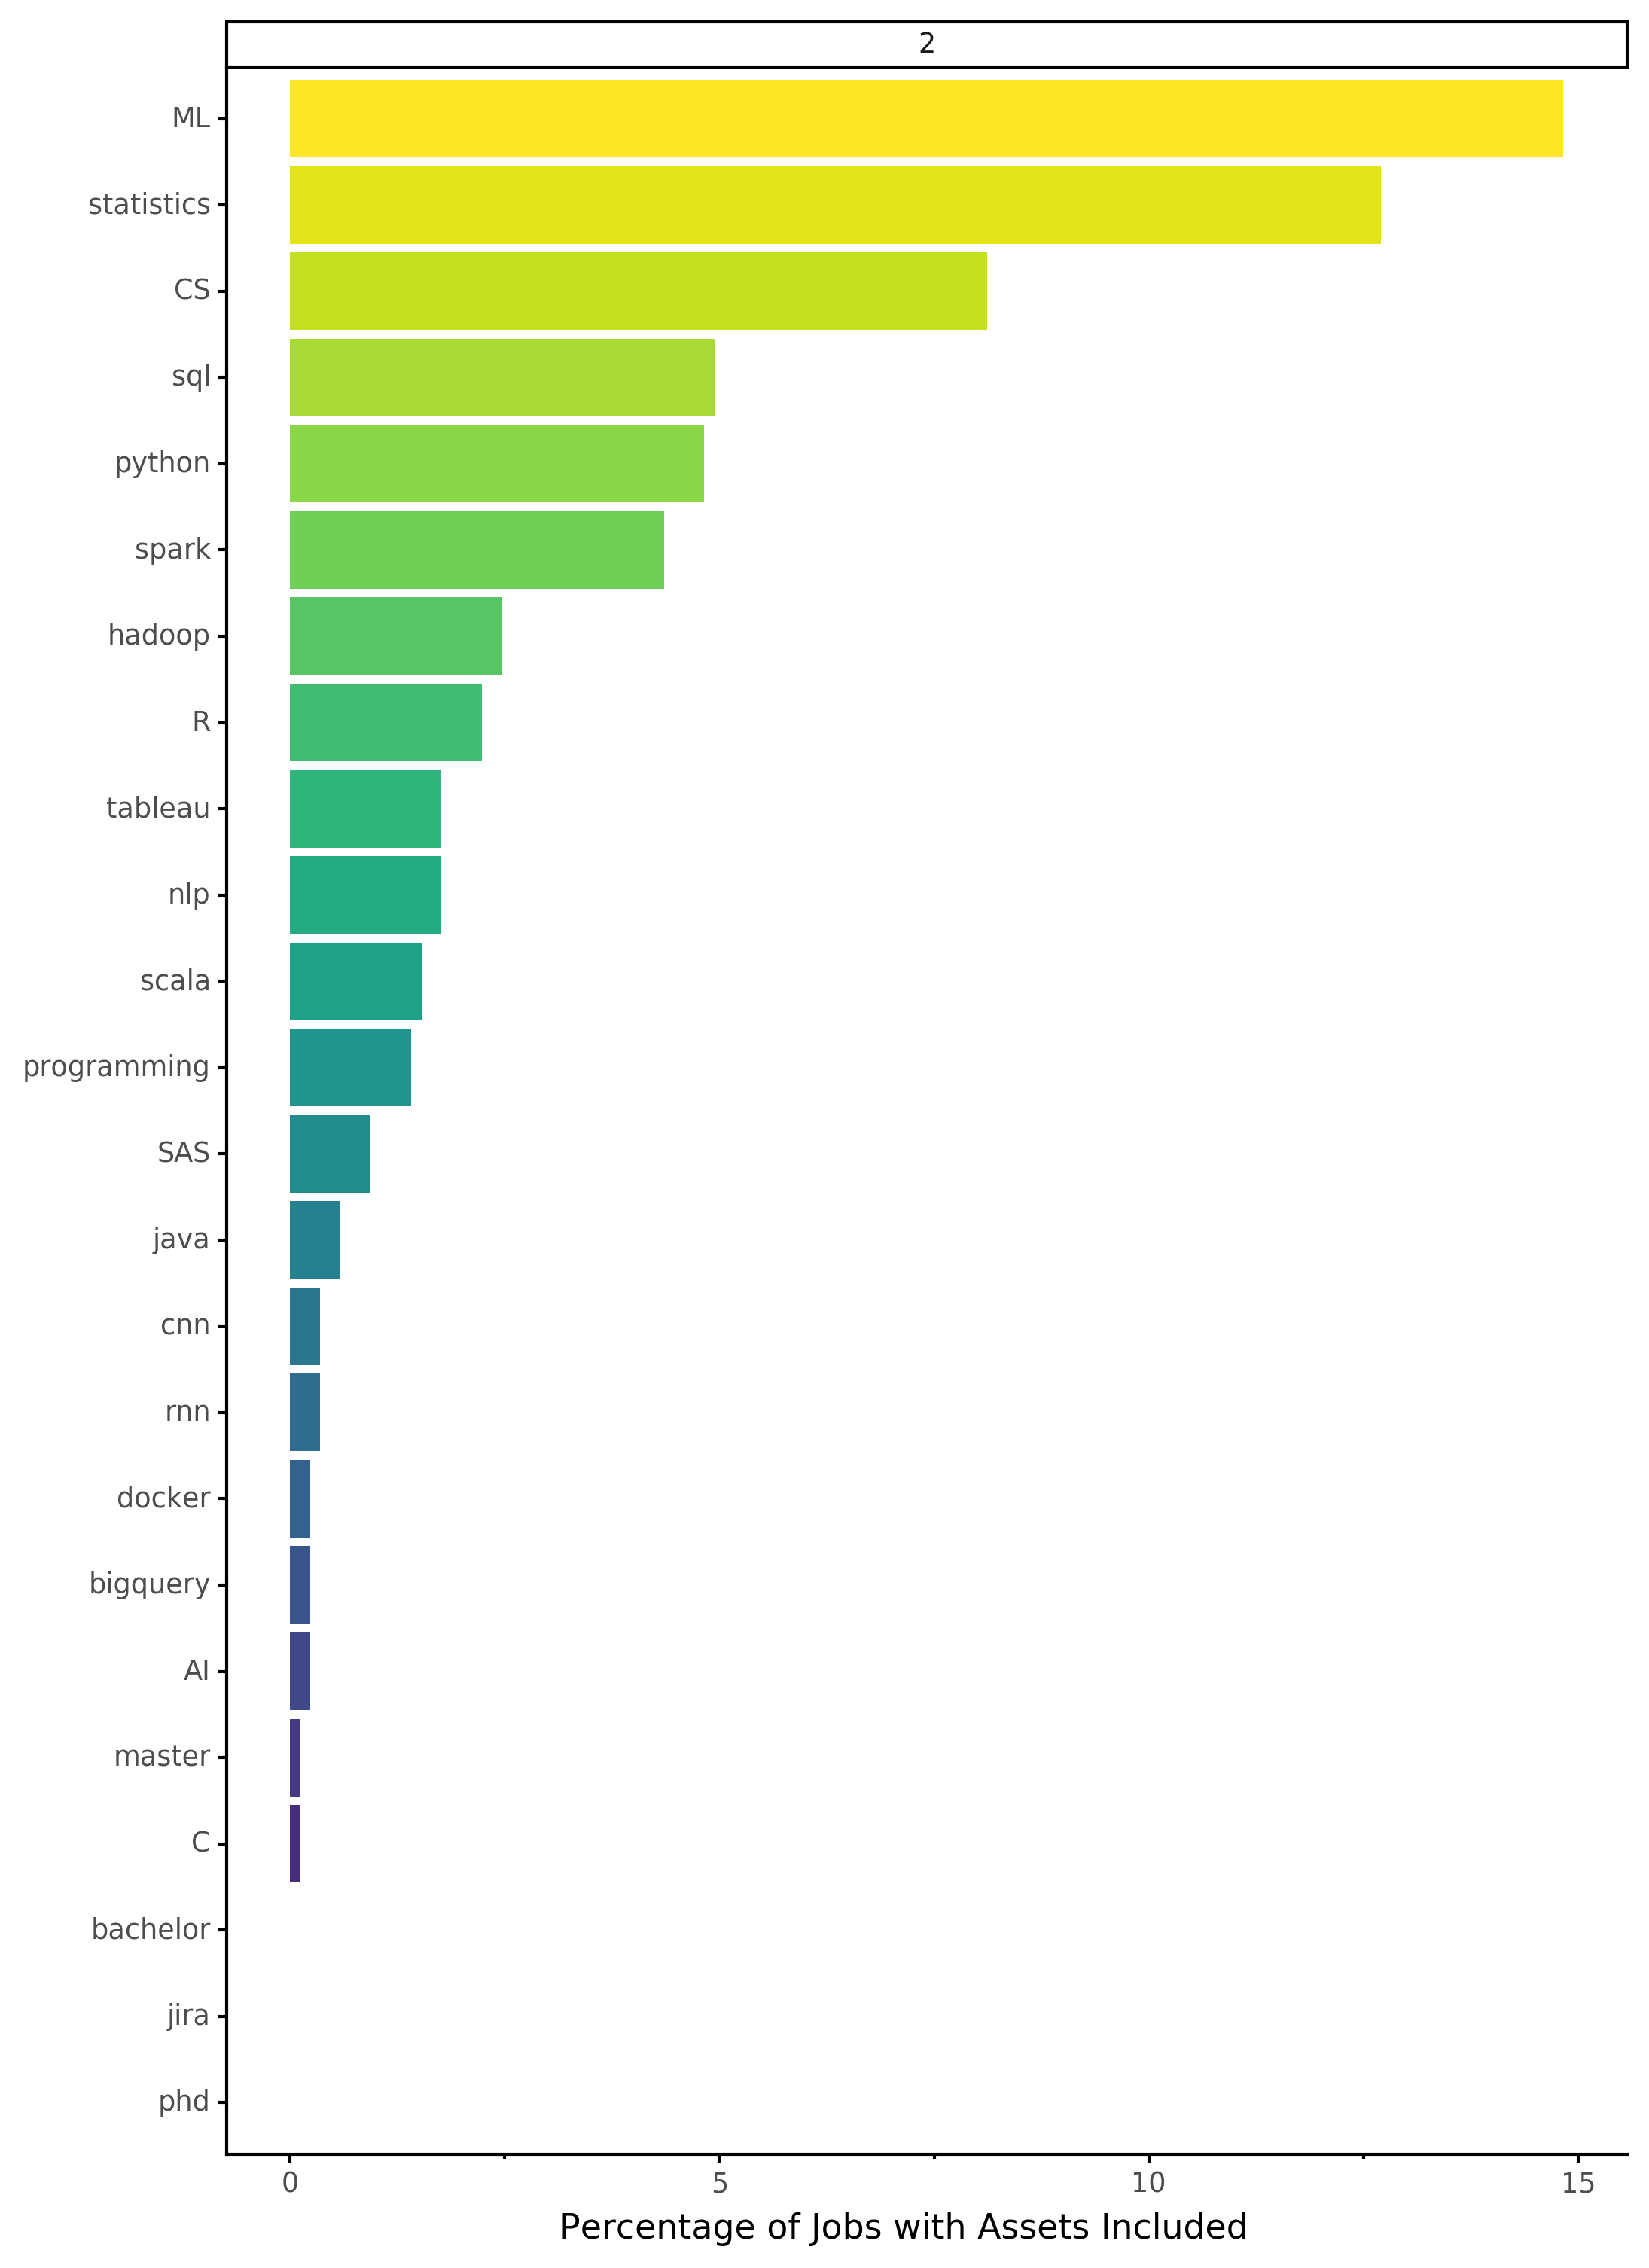 2
ML
statistics
CS
sql
python
spark
hadoop
R
tableau
nlp
scala
programming
SAS
java
cnn
rnn
docker
bigquery
AI
master
C
bachelor
jira
phd
0 5 10 15
Percentage of Jobs with Assets Included